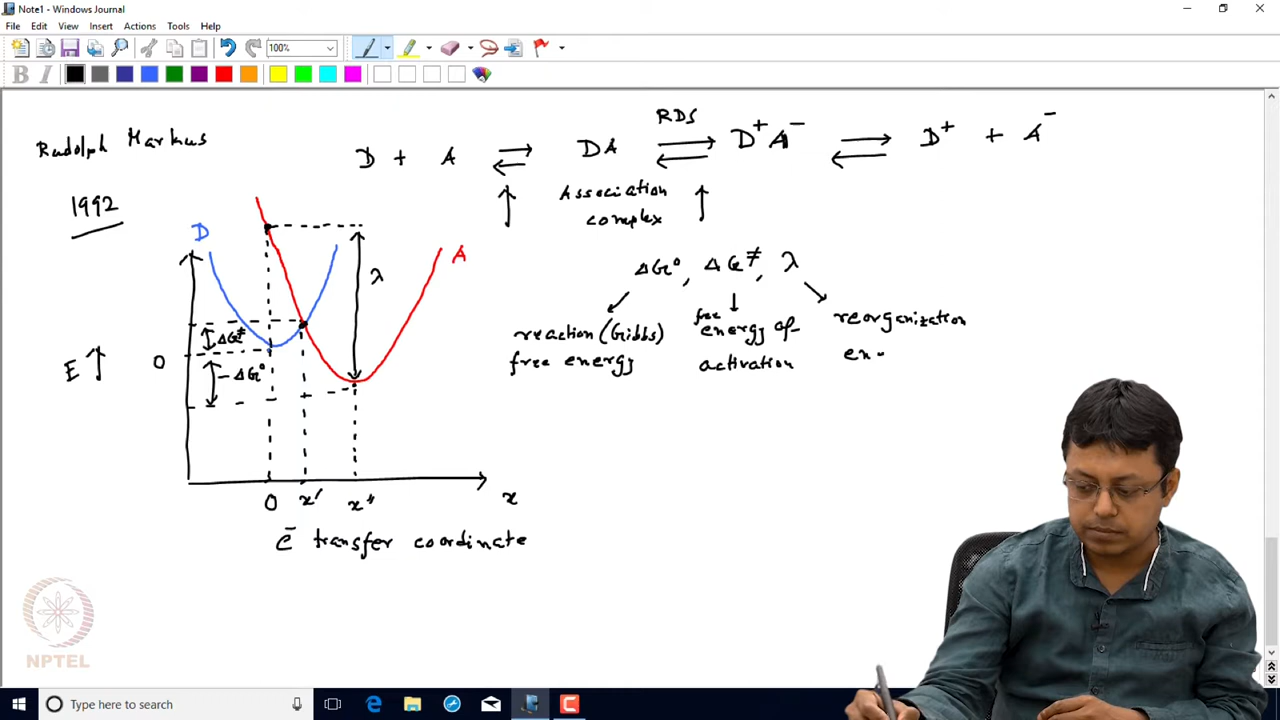 Note1 - Windows Journal
File Edit View Insert Actions Tools Help
100%
B I
Rudolph Markus
1992
D + A ⇌ DA ⇌ D⁺A⁻ ⇌ D⁺ + A⁻
RDS
↑ Association ↑
complex
ΔG⁰, ΔG≠, λ
reaction (Gibbs)
free energy
free
energy of
activation
reorganization
en
D
A
λ
ΔG≠
-ΔG⁰
E ↑
0
0 x' x" x
e⁻ transfer coordinate
NPTEL
Type here to search